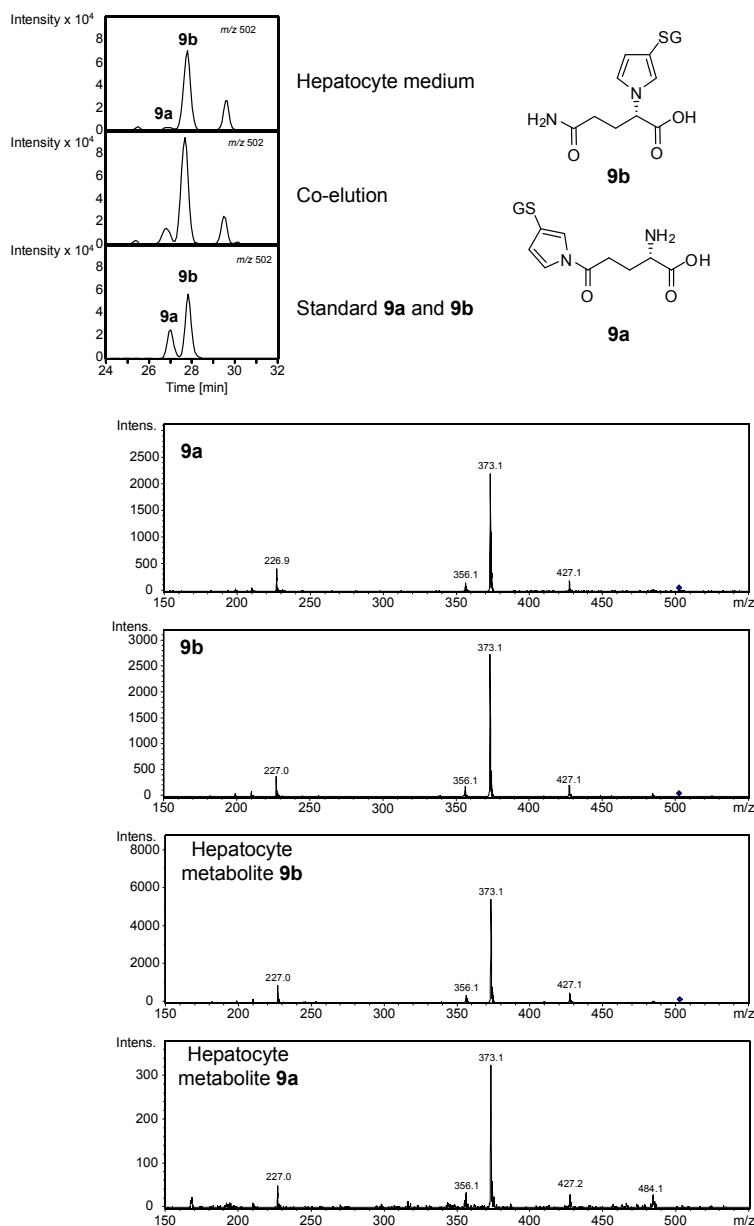 Intensity x 10⁴
8
6
4
2
0
9b
9a
m/z 502
Hepatocyte medium
8
6
4
2
0
m/z 502
Co-elution
Intensity x 10⁴
8
6
4
2
0
9b
9a
m/z 502
Standard 9a and 9b
24 26 28 30 32
Time [min]
SG
N
H₂N
OH
O
O
9b
GS
N
NH₂
OH
O
O
9a
Intens.
9a
2500
2000
1500
1000
500
0
226.9
356.1
373.1
427.1
150 200 250 300 350 400 450 500 m/z
Intens.
9b
3000
2500
2000
1500
1000
500
0
227.0
356.1
373.1
427.1
150 200 250 300 350 400 450 500 m/z
Intens.
Hepatocyte
metabolite 9b
8000
6000
4000
2000
0
227.0
356.1
373.1
427.1
150 200 250 300 350 400 450 500 m/z
Intens.
Hepatocyte
metabolite 9a
300
200
100
0
227.0
356.1
373.1
427.2
484.1
150 200 250 300 350 400 450 500 m/z